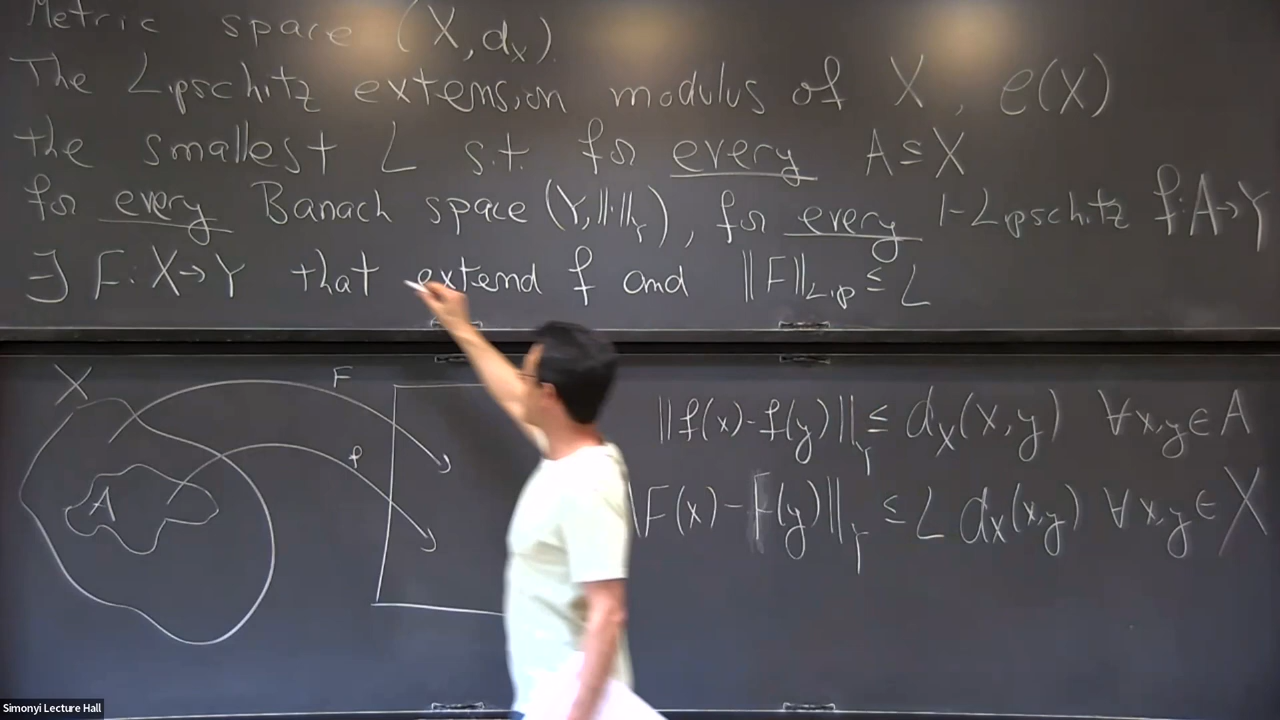 Metric space (X, d_X).
The Lipschitz extension modulus of X, e(X)
the smallest L s.t. for every A ⊆ X
for every Banach space (Y, ‖·‖_Y), for every 1-Lipschitz f: A→Y
∃ F: X→Y that extend f and ‖F‖_Lip ≤ L
X
F
f
A
‖f(x)-f(y)‖_Y ≤ d_X(x,y) ∀x,y∈A
‖F(x)-F(y)‖_Y ≤ L d_X(x,y) ∀x,y∈X
Simonyi Lecture Hall